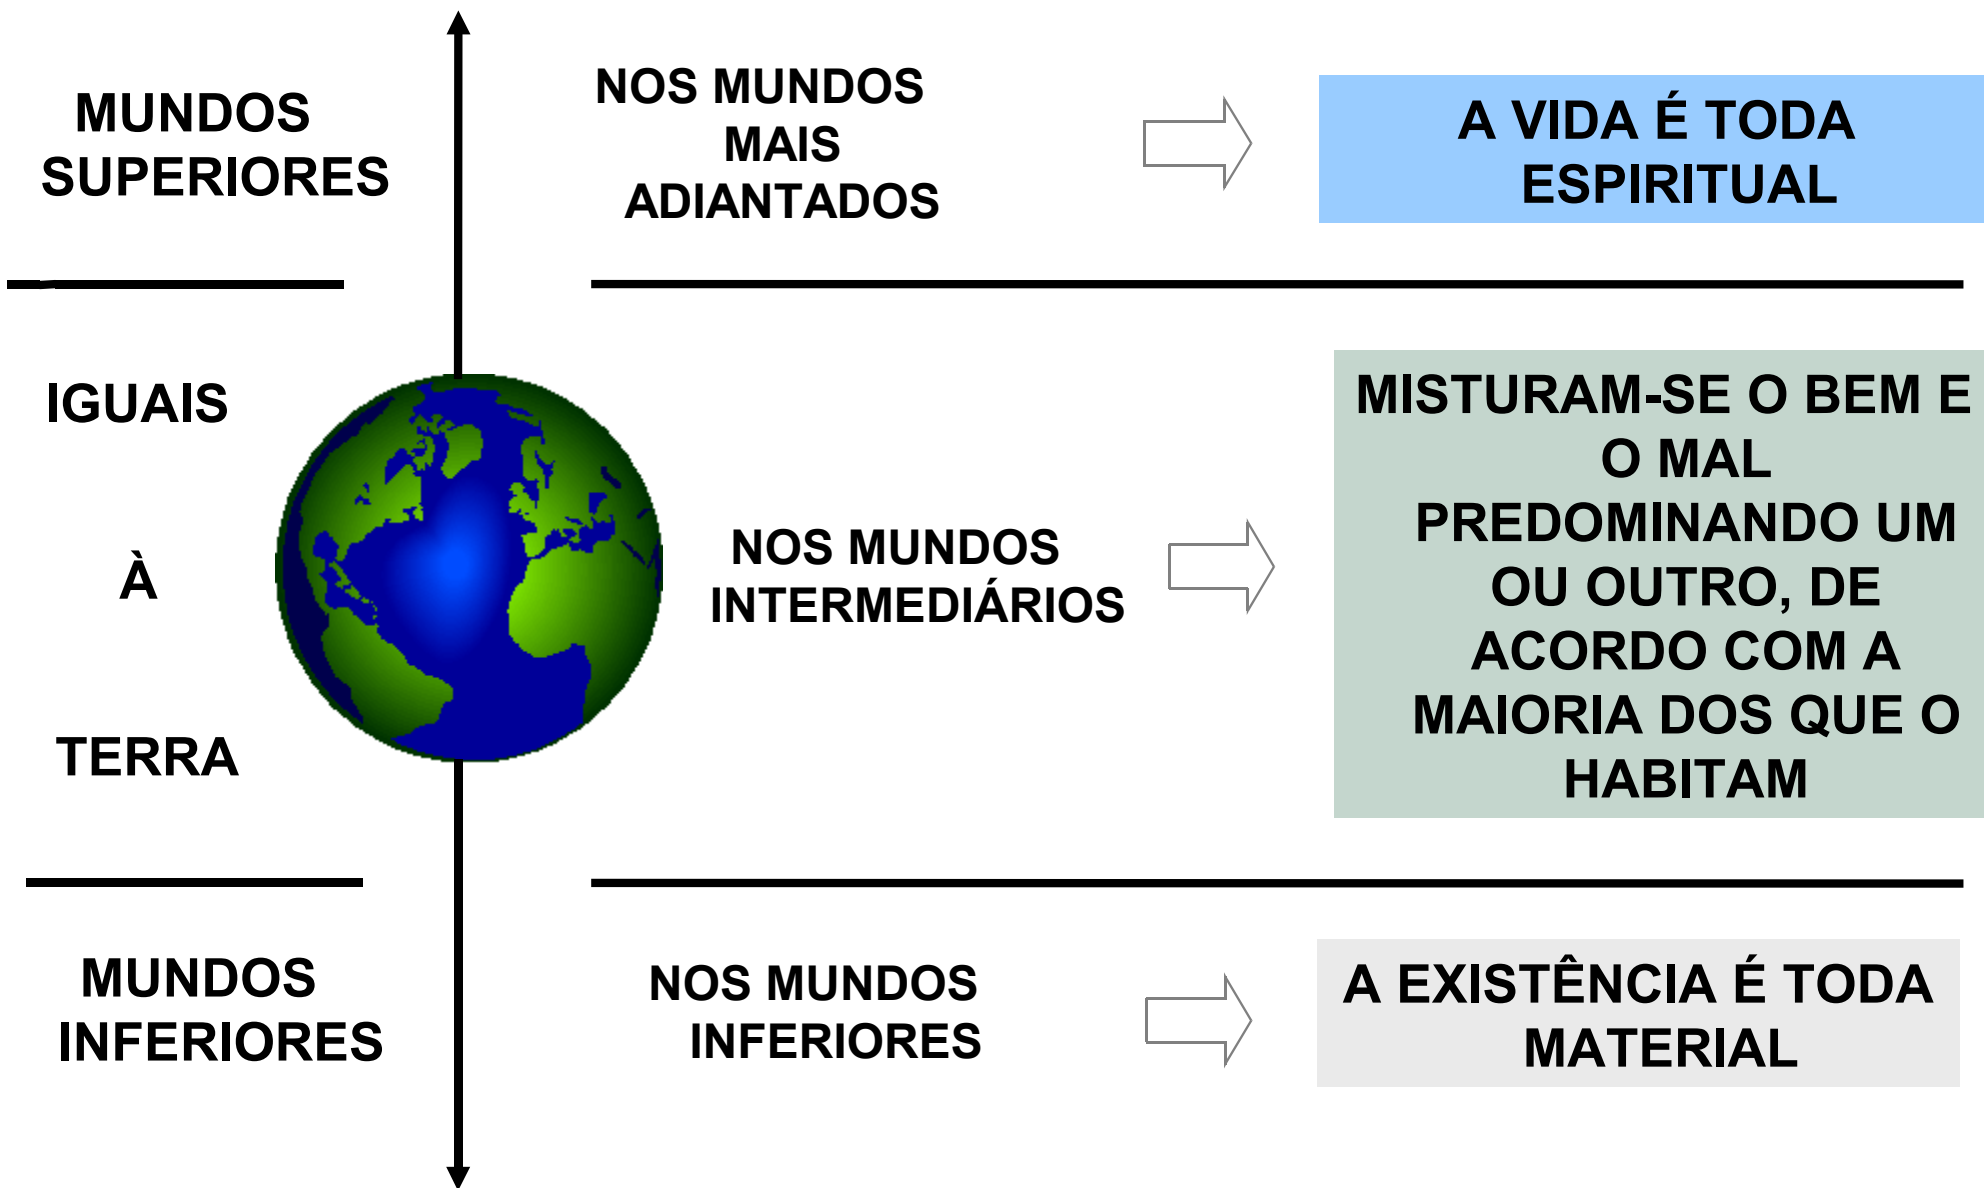 MUNDOS
SUPERIORES
NOS MUNDOS
MAIS
ADIANTADOS
A VIDA É TODA
ESPIRITUAL
IGUAIS
À
TERRA
NOS MUNDOS
INTERMEDIÁRIOS
MISTURAM-SE O BEM E
O MAL
PREDOMINANDO UM
OU OUTRO, DE
ACORDO COM A
MAIORIA DOS QUE O
HABITAM
MUNDOS
INFERIORES
NOS MUNDOS
INFERIORES
A EXISTÊNCIA É TODA
MATERIAL